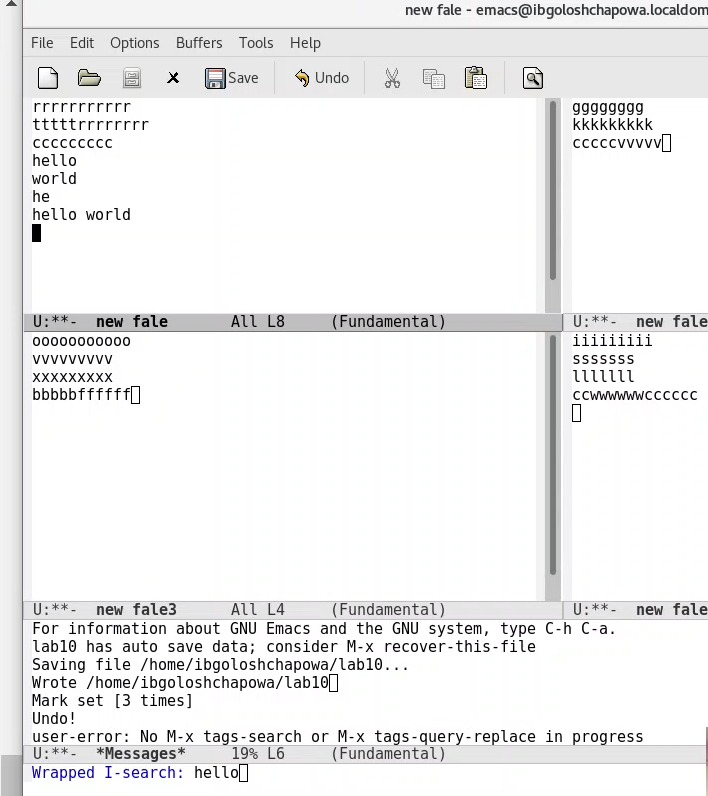 new fale - emacs@ibgoloshchapowa.localdom
File Edit Options Buffers Tools Help
Save Undo
rrrrrrrrrrr
tttttrrrrrrrr
ccccccccc
hello
world
he
hello world
U:**- new fale All L8 (Fundamental)
gggggggg
kkkkkkkkk
cccccvvvvv
U:**- new fale
ooooooooooo
vvvvvvvvv
xxxxxxxxx
bbbbbffffff
U:**- new fale3 All L4 (Fundamental)
iiiiiiiii
sssssss
lllllll
ccwwwwwwcccccc
U:**- new fale
For information about GNU Emacs and the GNU system, type C-h C-a.
lab10 has auto save data; consider M-x recover-this-file
Saving file /home/ibgoloshchapowa/lab10...
Wrote /home/ibgoloshchapowa/lab10
Mark set [3 times]
Undo!
user-error: No M-x tags-search or M-x tags-query-replace in progress
U:**- *Messages* 19% L6 (Fundamental)
Wrapped I-search: hello